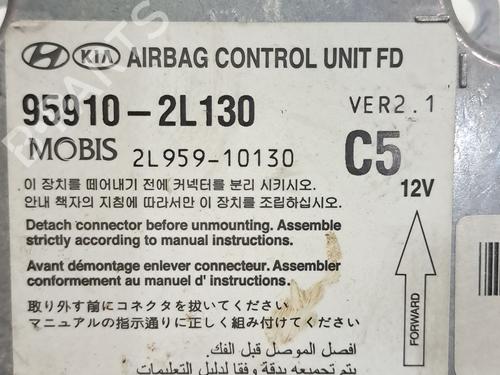 KIA AIRBAG CONTROL UNIT FD
95910-2L130 VER2.1
MOBIS 2L959-10130 C5
12V
이 장치를 떼어내기 전에 커넥터를 분리 시키시오.
안내 책자의 지침에 따라서만 이 장치를 조립하십시오.
Detach connector before unmounting. Assemble
strictly according to manual instructions.
Avant démontage enlever connecteur. Assembler
conformement au manuel d' instructions.
取り外す前にコネクタを抜いてください
マニュアルの指示通りに正しく組み付けてください
FORWARD
افصل الموصل قبل الفك.
تجميعه بدقة وفقا لدليل التعليمات